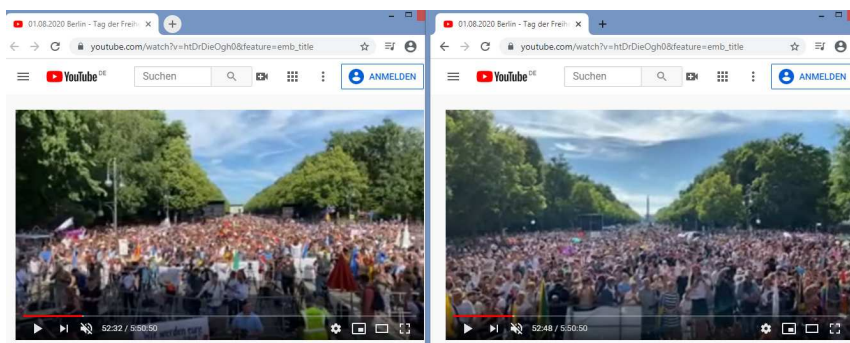 01.08.2020 Berlin - Tag der Freih
youtube.com/watch?v=htDrDieOgh0&feature=emb_title
YouTube DE
Suchen
ANMELDEN
52:32 / 5:50:50
01.08.2020 Berlin - Tag der Freih
youtube.com/watch?v=htDrDieOgh0&feature=emb_title
YouTube DE
Suchen
ANMELDEN
52:48 / 5:50:50